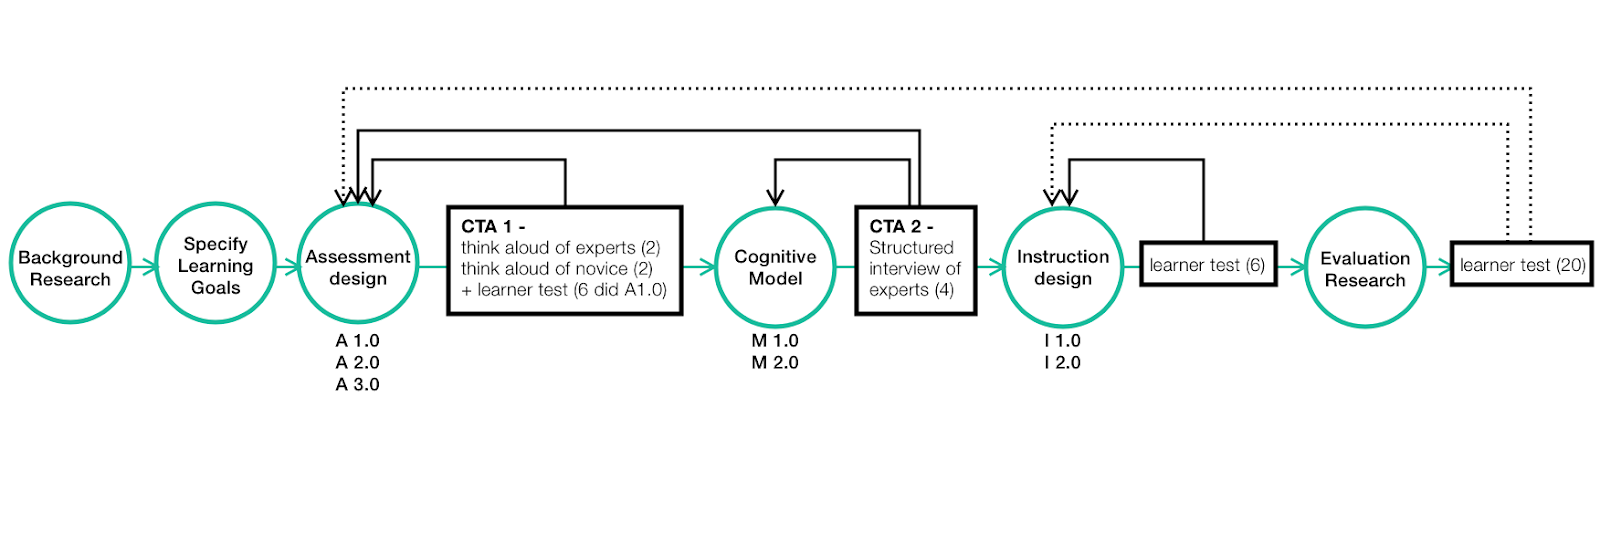 Background
Research
Specify
Learning
Goals
Assessment
design
A 1.0
A 2.0
A 3.0
CTA 1 -
think aloud of experts (2)
think aloud of novice (2)
+ learner test (6 did A1.0)
Cognitive
Model
M 1.0
M 2.0
CTA 2 -
Structured
interview of
experts (4)
Instruction
design
I 1.0
I 2.0
learner test (6)
Evaluation
Research
learner test (20)